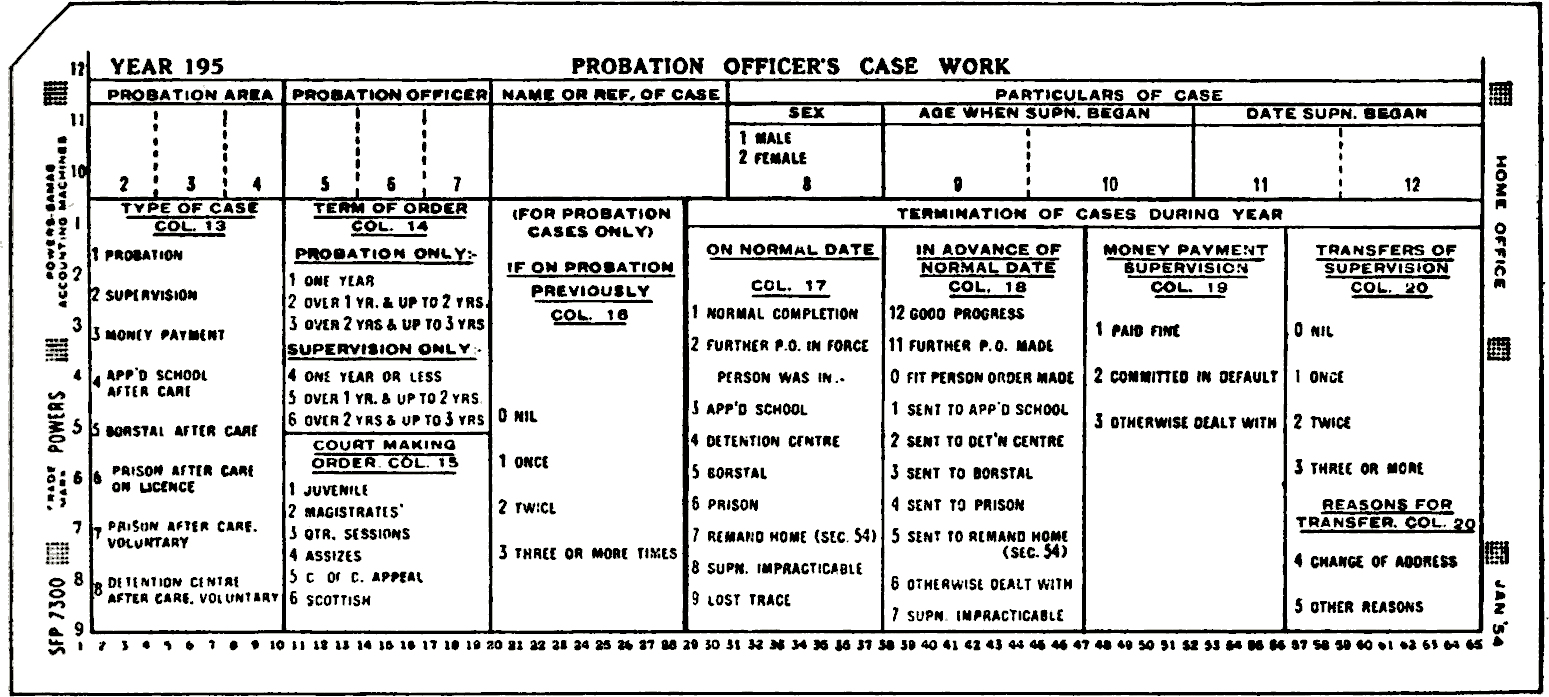 YEAR 195
PROBATION OFFICER'S CASE WORK
PROBATION AREA
PROBATION OFFICER
NAME OR REF. OF CASE
PARTICULARS OF CASE
SEX
AGE WHEN SUPN. BEGAN
DATE SUPN. BEGAN
1 MALE
2 FEMALE
2 3 4 5 6 7 8 9 10 11 12
TYPE OF CASE
COL. 13
1 PROBATION
2 SUPERVISION
3 MONEY PAYMENT
4 APP'D SCHOOL
AFTER CARE
5 BORSTAL AFTER CARE
6 PRISON AFTER CARE
ON LICENCE
7 PRISON AFTER CARE.
VOLUNTARY
8 DETENTION CENTRE
AFTER CARE. VOLUNTARY
TERM OF ORDER
COL. 14
PROBATION ONLY:-
1 ONE YEAR
2 OVER 1 YR. & UP TO 2 YRS.
3 OVER 2 YRS & UP TO 3 YRS
SUPERVISION ONLY:-
4 ONE YEAR OR LESS
5 OVER 1 YR. & UP TO 2 YRS.
6 OVER 2 YRS & UP TO 3 YRS
COURT MAKING
ORDER. COL. 15
1 JUVENILE
2 MAGISTRATES'
3 QTR. SESSIONS
4 ASSIZES
5 C OF C. APPEAL
6 SCOTTISH
(FOR PROBATION
CASES ONLY)
IF ON PROBATION
PREVIOUSLY
COL. 16
0 NIL
1 ONCE
2 TWICE
3 THREE OR MORE TIMES
TERMINATION OF CASES DURING YEAR
ON NORMAL DATE
COL. 17
1 NORMAL COMPLETION
2 FURTHER P.O. IN FORCE
PERSON WAS IN.-
3 APP'D SCHOOL
4 DETENTION CENTRE
5 BORSTAL
6 PRISON
7 REMAND HOME (SEC. 54)
8 SUPN. IMPRACTICABLE
9 LOST TRACE
IN ADVANCE OF
NORMAL DATE
COL. 18
12 GOOD PROGRESS
11 FURTHER P.O. MADE
0 FIT PERSON ORDER MADE
1 SENT TO APP'D SCHOOL
2 SENT TO DET'N CENTRE
3 SENT TO BORSTAL
4 SENT TO PRISON
5 SENT TO REMAND HOME
(SEC. 54)
6 OTHERWISE DEALT WITH
7 SUPN. IMPRACTICABLE
MONEY PAYMENT
SUPERVISION
COL. 19
1 PAID FINE
2 COMMITTED IN DEFAULT
3 OTHERWISE DEALT WITH
TRANSFERS OF
SUPERVISION
COL. 20
0 NIL
1 ONCE
2 TWICE
3 THREE OR MORE
REASONS FOR
TRANSFER. COL. 20
4 CHANGE OF ADDRESS
5 OTHER REASONS
12
11
10
1
2
3
4
5
6
7
8
9
1 2 3 4 5 6 7 8 9 10 11 12 13 14 15 16 17 18 19 20 21 22 23 24 25 26 27 28 29 30 31 32 33 34 35 36 37 38 39 40 41 42 43 44 45 46 47 48 49 50 51 52 53 54 55 56 57 58 59 60 61 62 63 64 65
POWERS-SAMAS
ACCOUNTING MACHINES
TRADE
MARK
POWERS
SFP 7300
HOME OFFICE
JAN '54